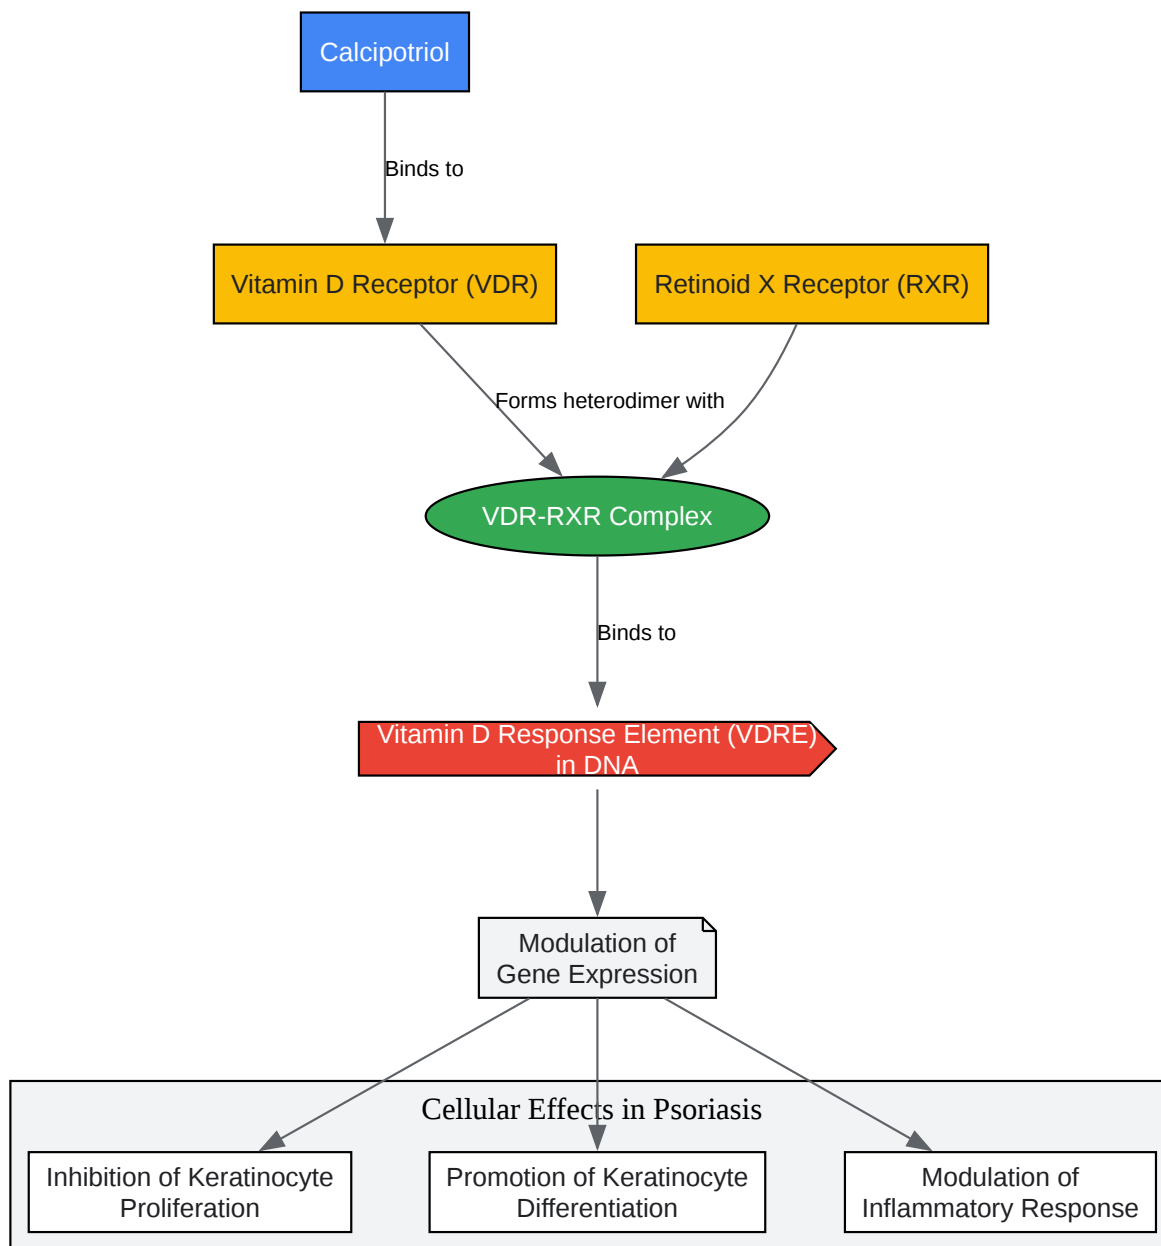 Calcipotriol
Binds to
Vitamin D Receptor (VDR)
Retinoid X Receptor (RXR)
Forms heterodimer with
VDR-RXR Complex
Binds to
Vitamin D Response Element (VDRE)
in DNA
Modulation of
Gene Expression
Cellular Effects in Psoriasis
Inhibition of Keratinocyte
Proliferation
Promotion of Keratinocyte
Differentiation
Modulation of
Inflammatory Response